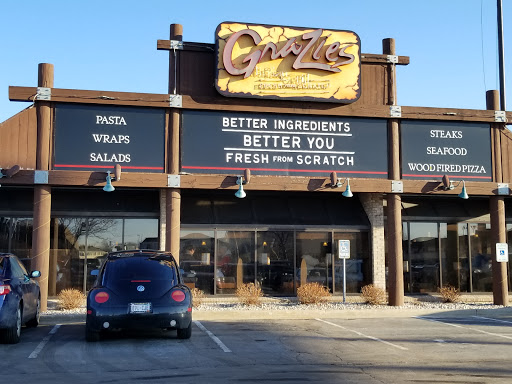 GraZies
PASTA
WRAPS
SALADS
BETTER INGREDIENTS
BETTER YOU
FRESH FROM SCRATCH
STEAKS
SEAFOOD
WOOD FIRED PIZZA